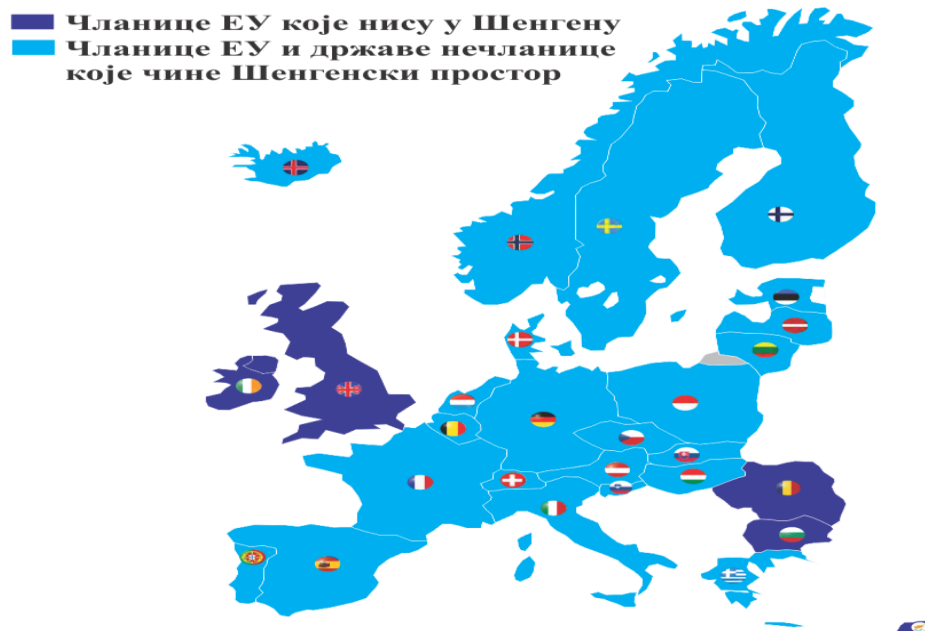 Чланице ЕУ које нису у Шенгену
Чланице ЕУ и државе нечланице
које чине Шенгенски простор